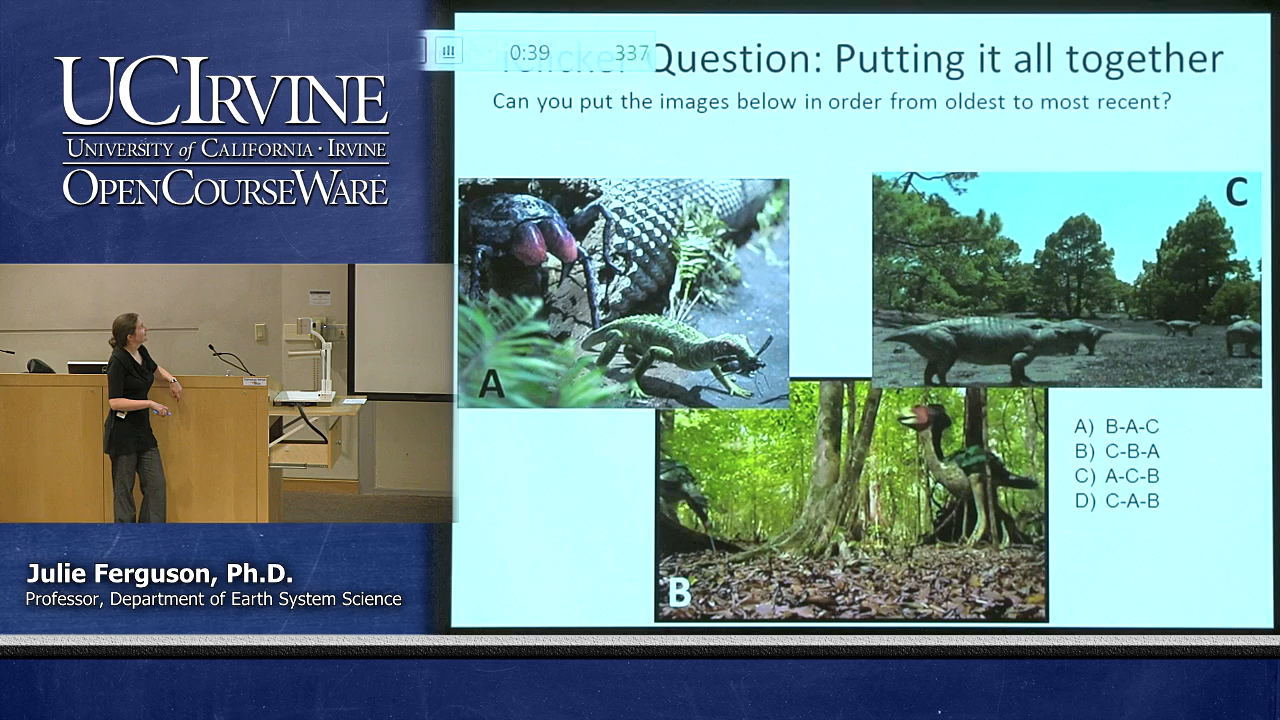 UCIRVINE
UNIVERSITY of CALIFORNIA · IRVINE
OPENCOURSEWARE
0:39 337
Question: Putting it all together
Can you put the images below in order from oldest to most recent?
C
A
B
A) B-A-C
B) C-B-A
C) A-C-B
D) C-A-B
Julie Ferguson, Ph.D.
Professor, Department of Earth System Science